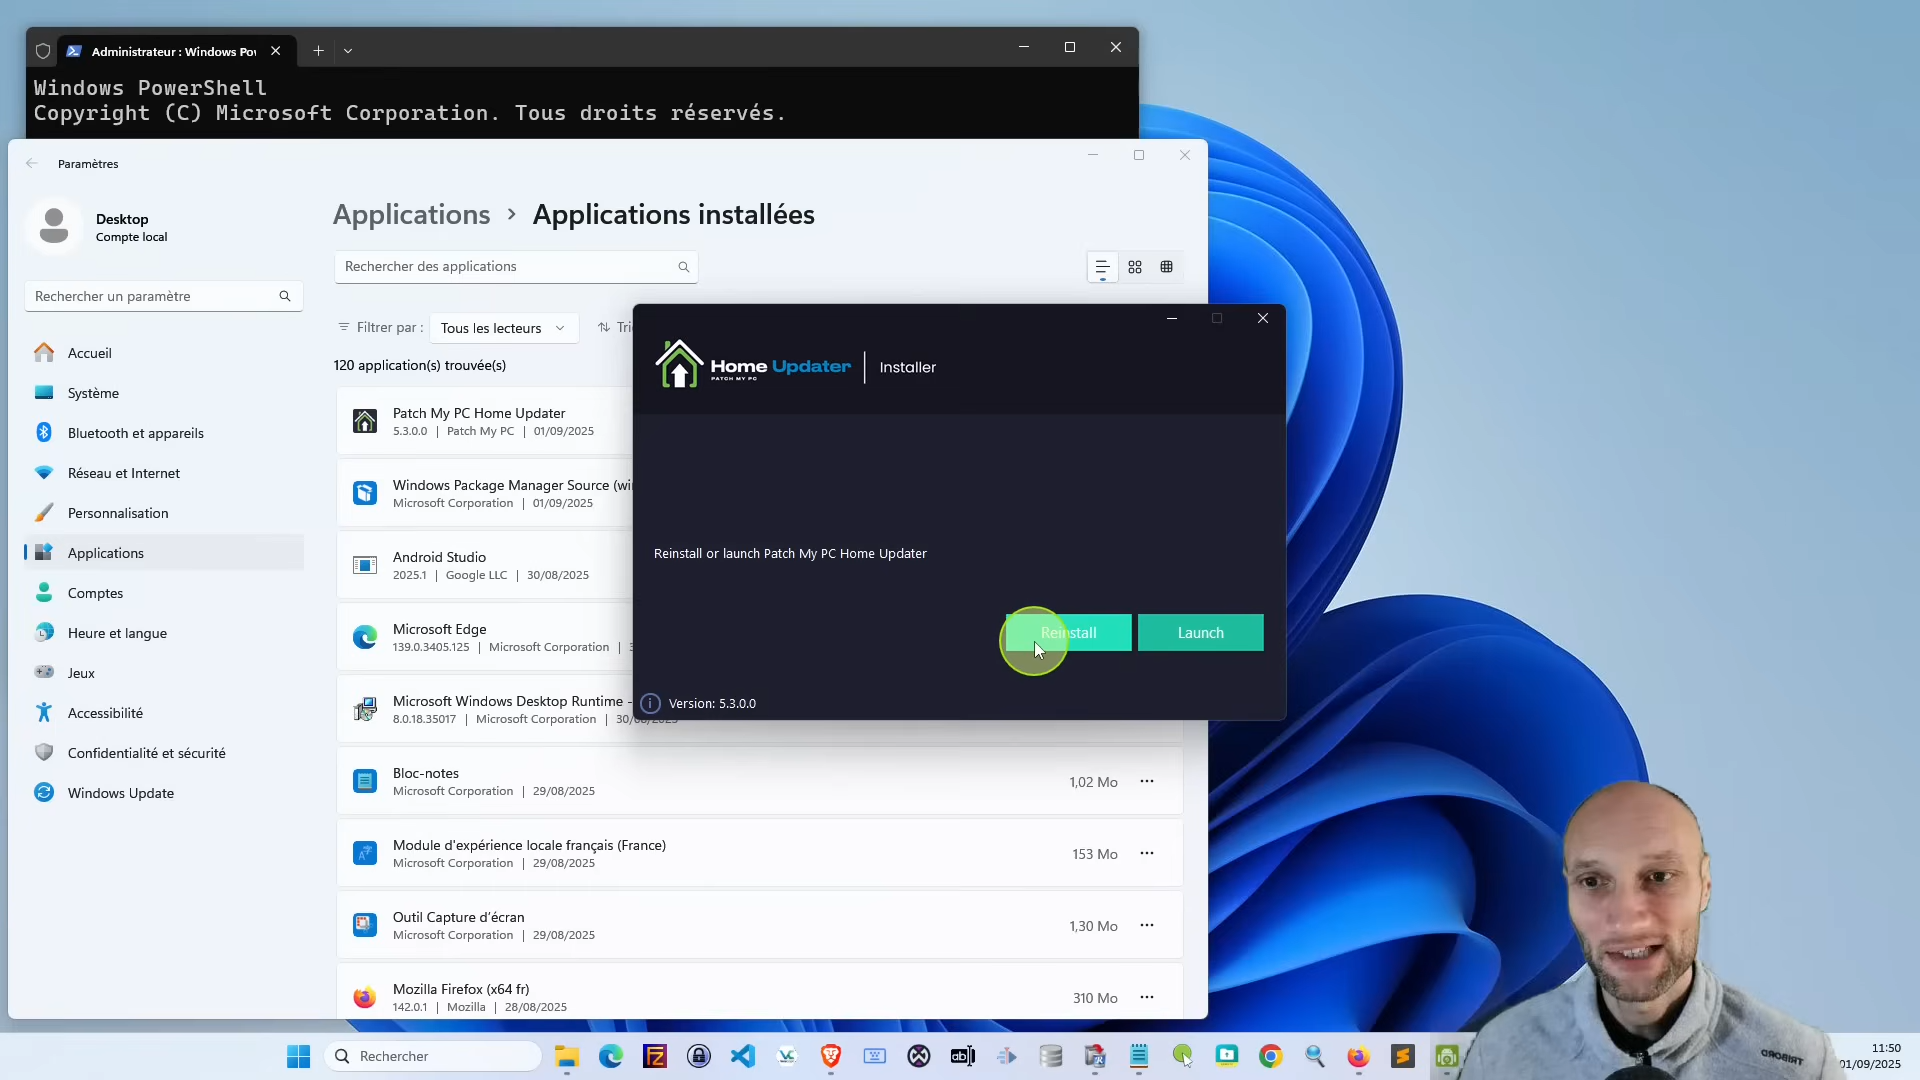 Administrateur : Windows Po
Windows PowerShell
Copyright (C) Microsoft Corporation. Tous droits réservés.
Paramètres
Desktop
Compte local
Rechercher un paramètre
Accueil
Système
Bluetooth et appareils
Réseau et Internet
Personnalisation
Applications
Comptes
Heure et langue
Jeux
Accessibilité
Confidentialité et sécurité
Windows Update
Applications > Applications installées
Rechercher des applications
Filtrer par : Tous les lecteurs
120 application(s) trouvée(s)
Patch My PC Home Updater
5.3.0.0 | Patch My PC | 01/09/2025
Windows Package Manager Source (wi
Microsoft Corporation | 01/09/2025
Android Studio
2025.1 | Google LLC | 30/08/2025
Microsoft Edge
139.0.3405.125 | Microsoft Corporation |
Microsoft Windows Desktop Runtime -
8.0.18.35017 | Microsoft Corporation | 30/08/2025
Bloc-notes
Microsoft Corporation | 29/08/2025
1,02 Mo
Module d'expérience locale français (France)
Microsoft Corporation | 29/08/2025
153 Mo
Outil Capture d’écran
Microsoft Corporation | 29/08/2025
1,30 Mo
Mozilla Firefox (x64 fr)
142.0.1 | Mozilla | 28/08/2025
310 Mo
Home Updater | Installer
PATCH MY PC
Reinstall or launch Patch My PC Home Updater
Reinstall
Launch
Version: 5.3.0.0
Rechercher
11:50
01/09/2025